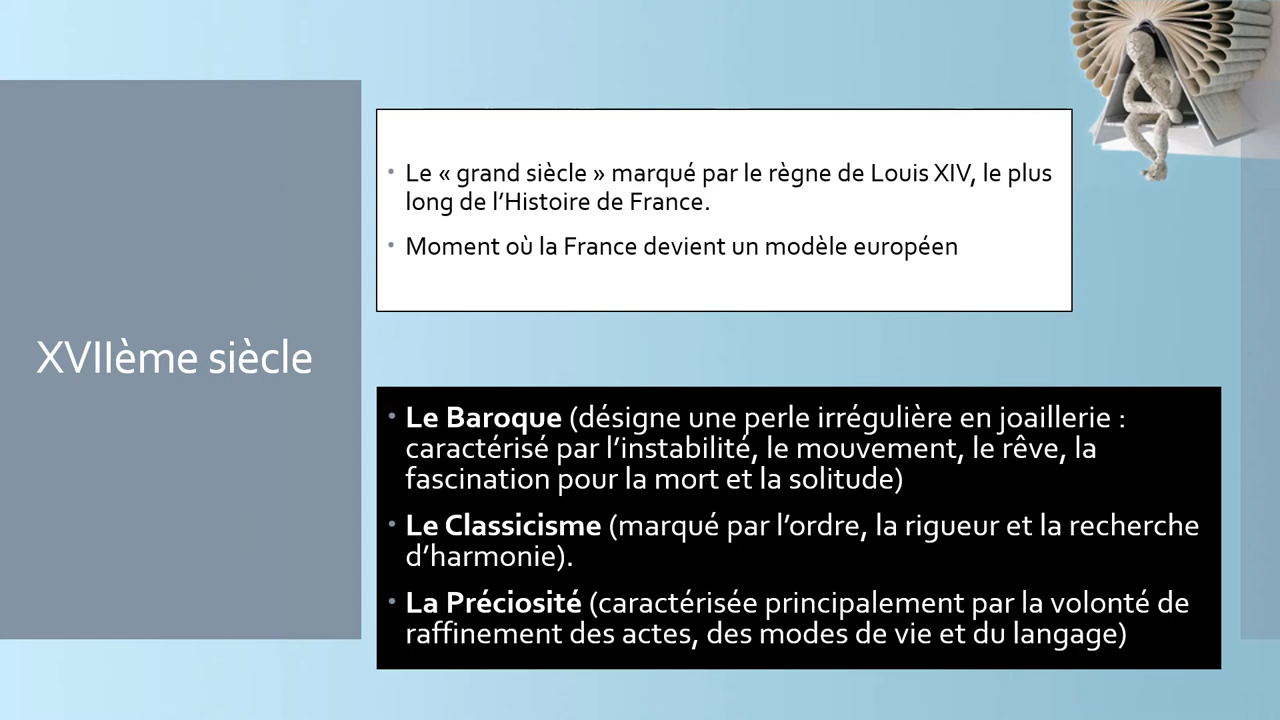 XVIIème siècle
• Le « grand siècle » marqué par le règne de Louis XIV, le plus
long de l’Histoire de France.
• Moment où la France devient un modèle européen
• Le Baroque (désigne une perle irrégulière en joaillerie :
caractérisé par l’instabilité, le mouvement, le rêve, la
fascination pour la mort et la solitude)
• Le Classicisme (marqué par l’ordre, la rigueur et la recherche
d’harmonie).
• La Préciosité (caractérisée principalement par la volonté de
raffinement des actes, des modes de vie et du langage)